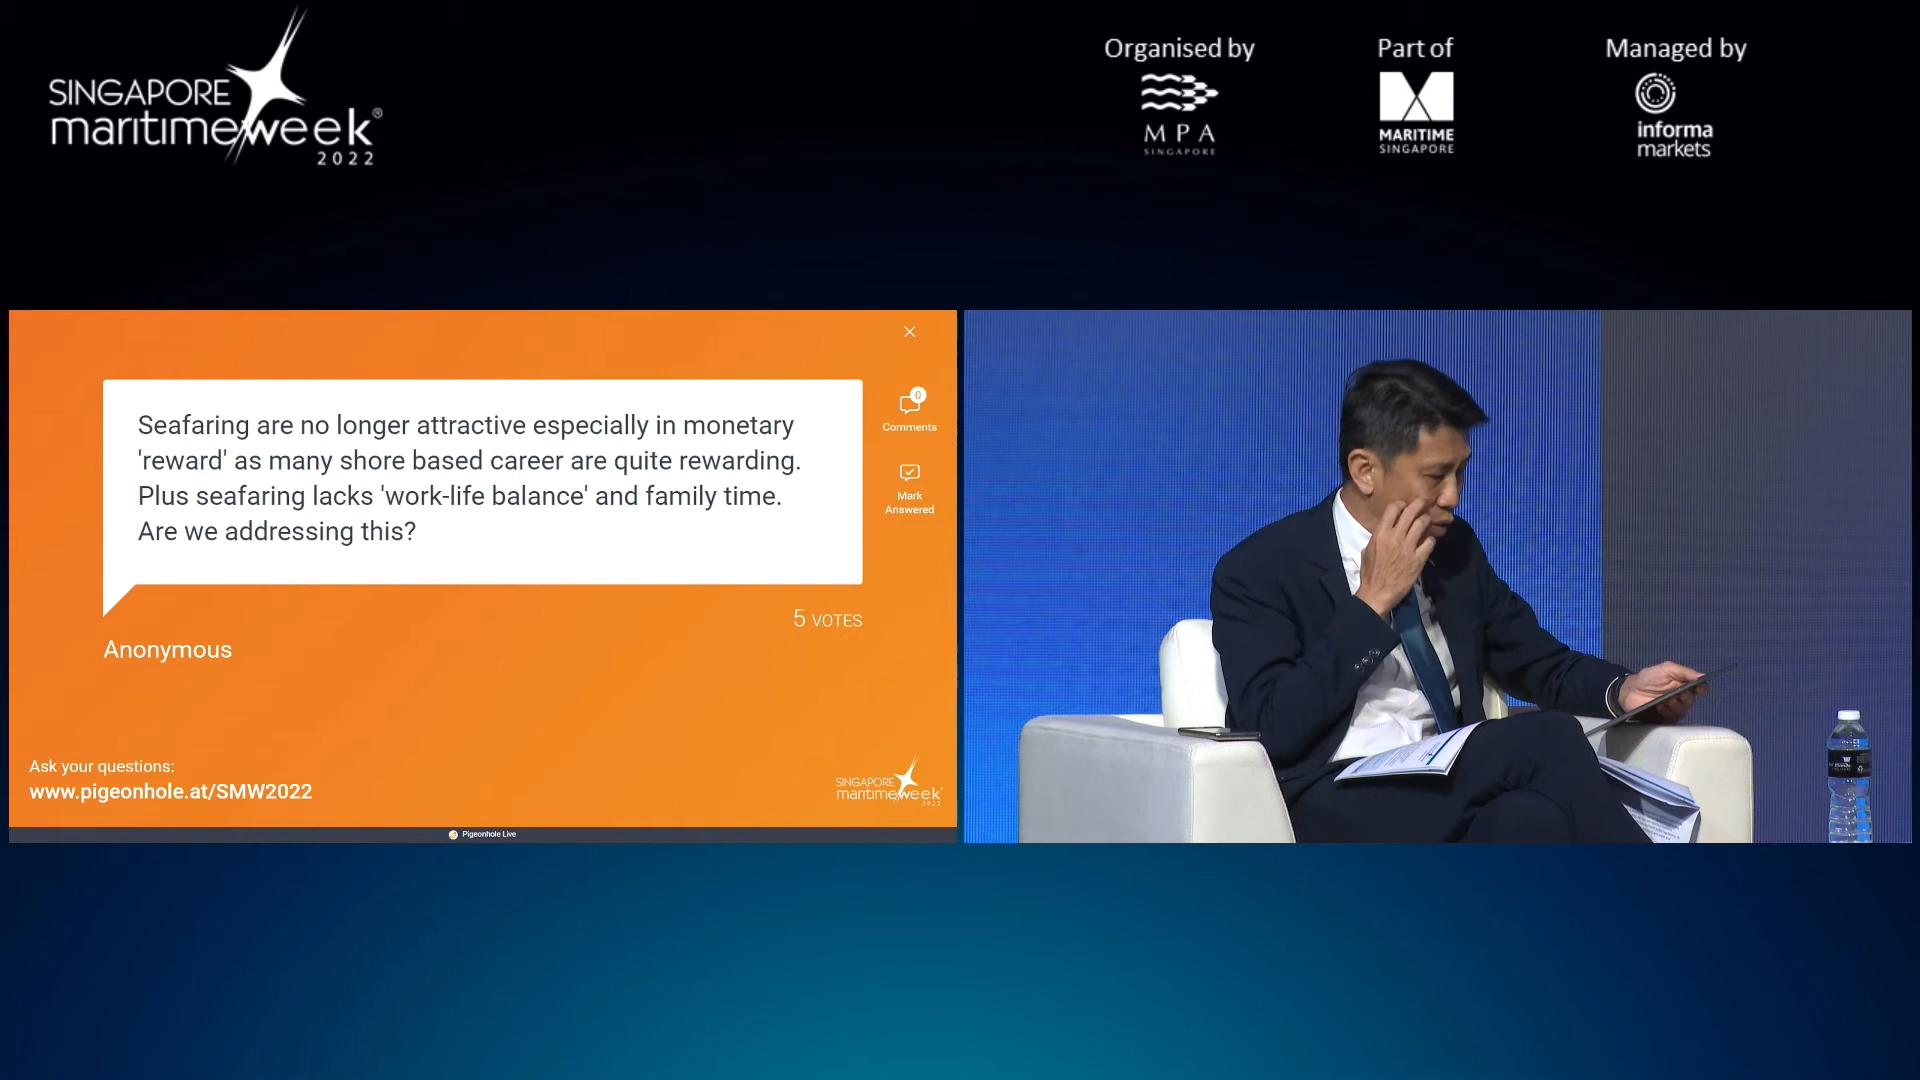 SINGAPORE
maritimeweek®
2022
Organised by
MPA
SINGAPORE
Part of
MARITIME
SINGAPORE
Managed by
informa
markets
0
Comments
Mark
Answered
Seafaring are no longer attractive especially in monetary
'reward' as many shore based career are quite rewarding.
Plus seafaring lacks 'work-life balance' and family time.
Are we addressing this?
5 VOTES
Anonymous
Ask your questions:
www.pigeonhole.at/SMW2022
SINGAPORE
maritimeweek
2022
Pigeonhole Live